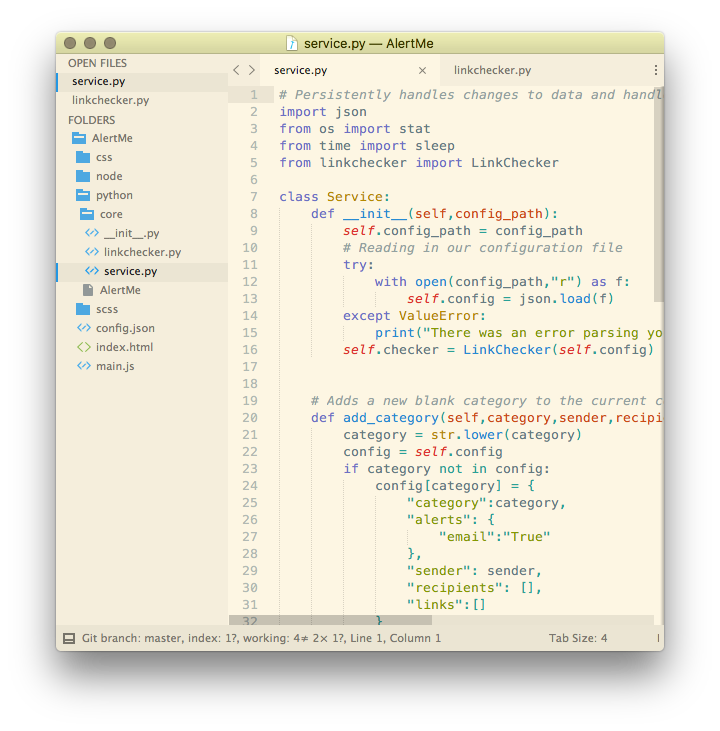 service.py — AlertMe
OPEN FILES
service.py
linkchecker.py
FOLDERS
AlertMe
css
node
python
core
__init__.py
linkchecker.py
service.py
AlertMe
scss
config.json
index.html
main.js
service.py × linkchecker.py
1 # Persistently handles changes to data and handl
2 import json
3 from os import stat
4 from time import sleep
5 from linkchecker import LinkChecker
6
7 class Service:
8 def __init__(self,config_path):
9 self.config_path = config_path
10 # Reading in our configuration file
11 try:
12 with open(config_path,"r") as f:
13 self.config = json.load(f)
14 except ValueError:
15 print("There was an error parsing yo
16 self.checker = LinkChecker(self.config)
17
18
19 # Adds a new blank category to the current c
20 def add_category(self,category,sender,recipi
21 category = str.lower(category)
22 config = self.config
23 if category not in config:
24 config[category] = {
25 "category":category,
26 "alerts": {
27 "email":"True"
28 },
29 "sender": sender,
30 "recipients": [],
31 "links":[]
32 }
Git branch: master, index: 1?, working: 4≠ 2× 1?, Line 1, Column 1 Tab Size: 4